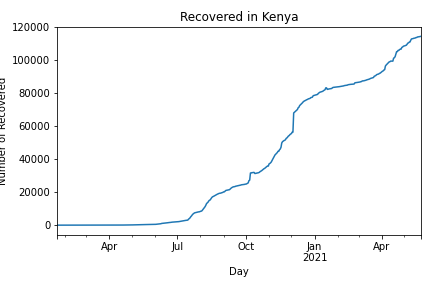 Recovered in Kenya
Number of Recovered
120000
100000
80000
60000
40000
20000
0
Apr
Jul
Oct
Jan
2021
Apr
Day